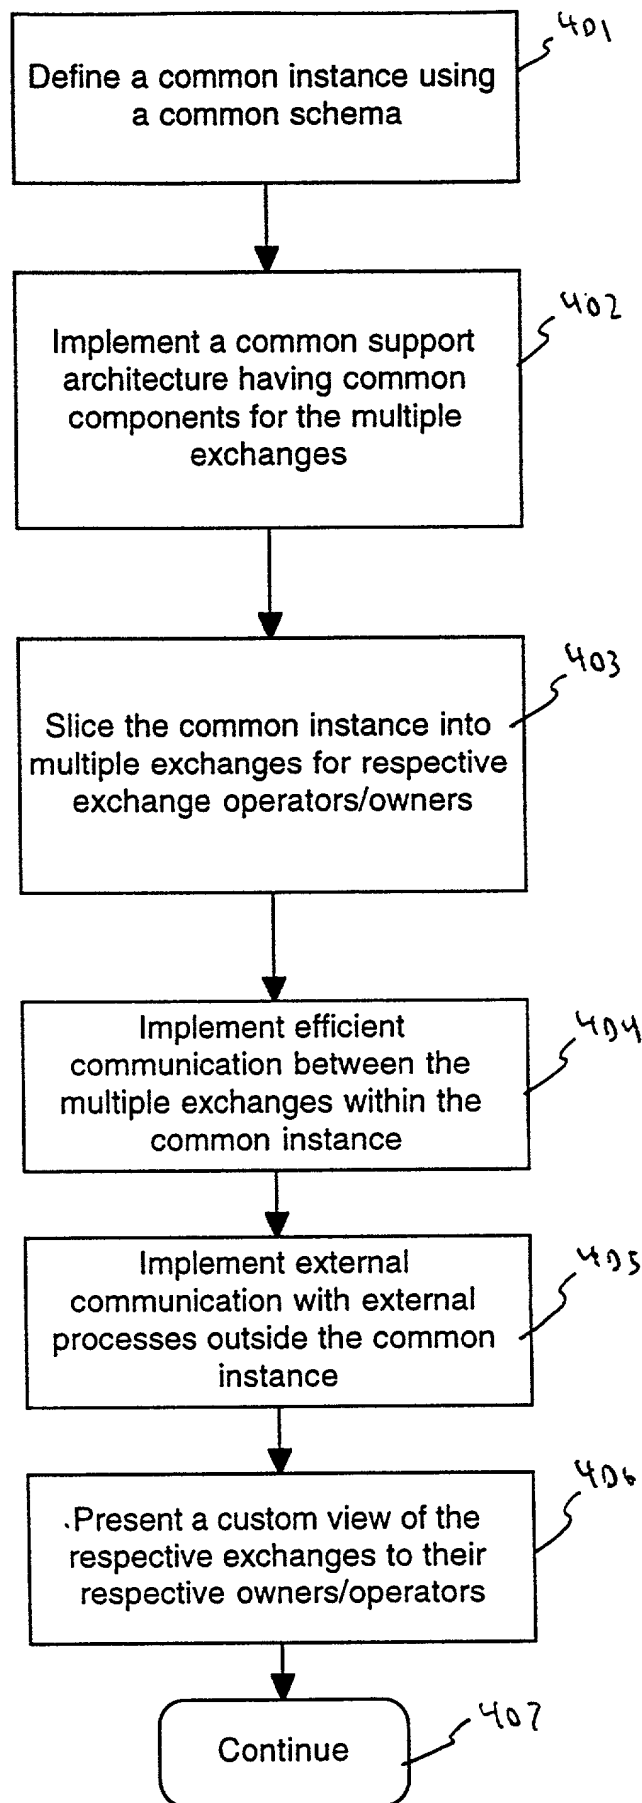 401
Define a common instance using
a common schema
402
Implement a common support
architecture having common
components for the multiple
exchanges
403
Slice the common instance into
multiple exchanges for respective
exchange operators/owners
404
Implement efficient
communication between the
multiple exchanges within the
common instance
405
Implement external
communication with external
processes outside the common
instance
406
Present a custom view of the
respective exchanges to their
respective owners/operators
407
Continue